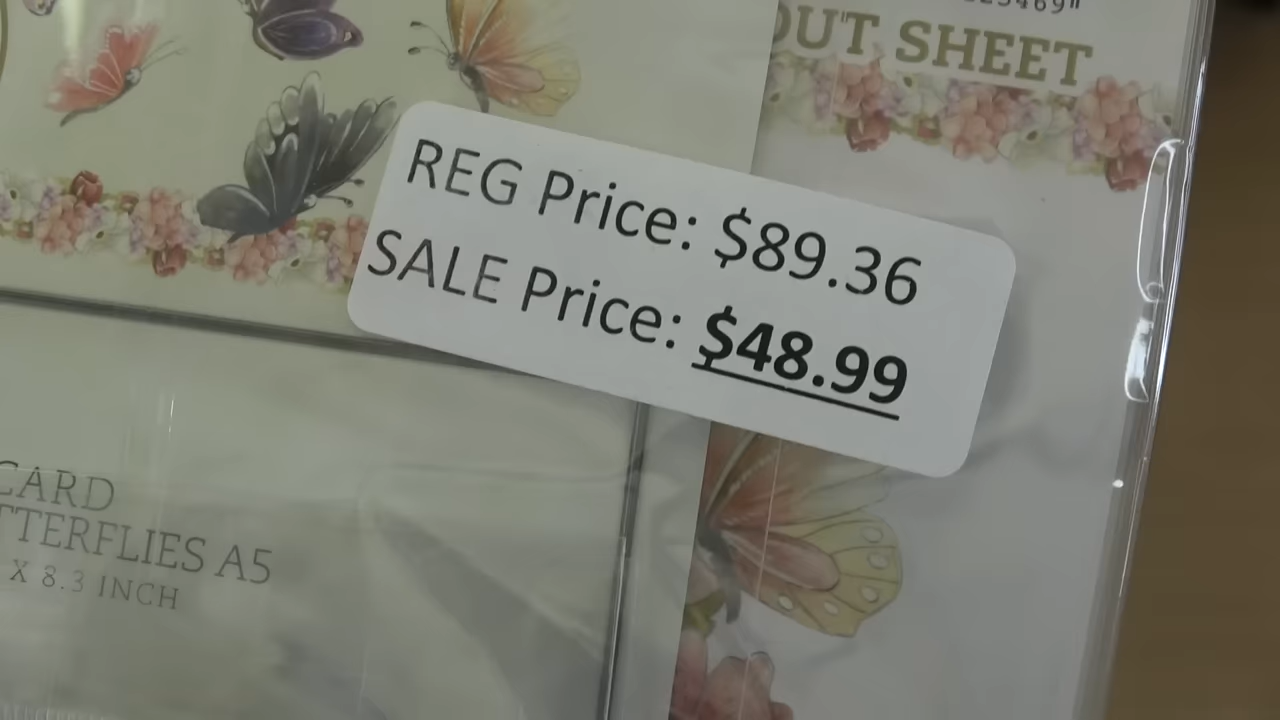 OUT SHEET
REG Price: $89.36
SALE Price: $48.99
CARD
TTERFLIES A5
X 8.3 INCH